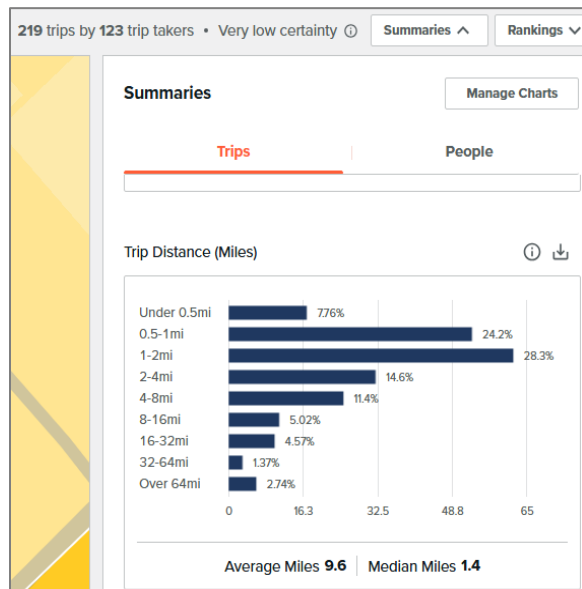 219 trips by 123 trip takers • Very low certainty
Summaries
Rankings
Summaries
Manage Charts
Trips
People
Trip Distance (Miles)
Under 0.5mi 7.76%
0.5-1mi 24.2%
1-2mi 28.3%
2-4mi 14.6%
4-8mi 11.4%
8-16mi 5.02%
16-32mi 4.57%
32-64mi 1.37%
Over 64mi 2.74%
0 16.3 32.5 48.8 65
Average Miles 9.6 Median Miles 1.4